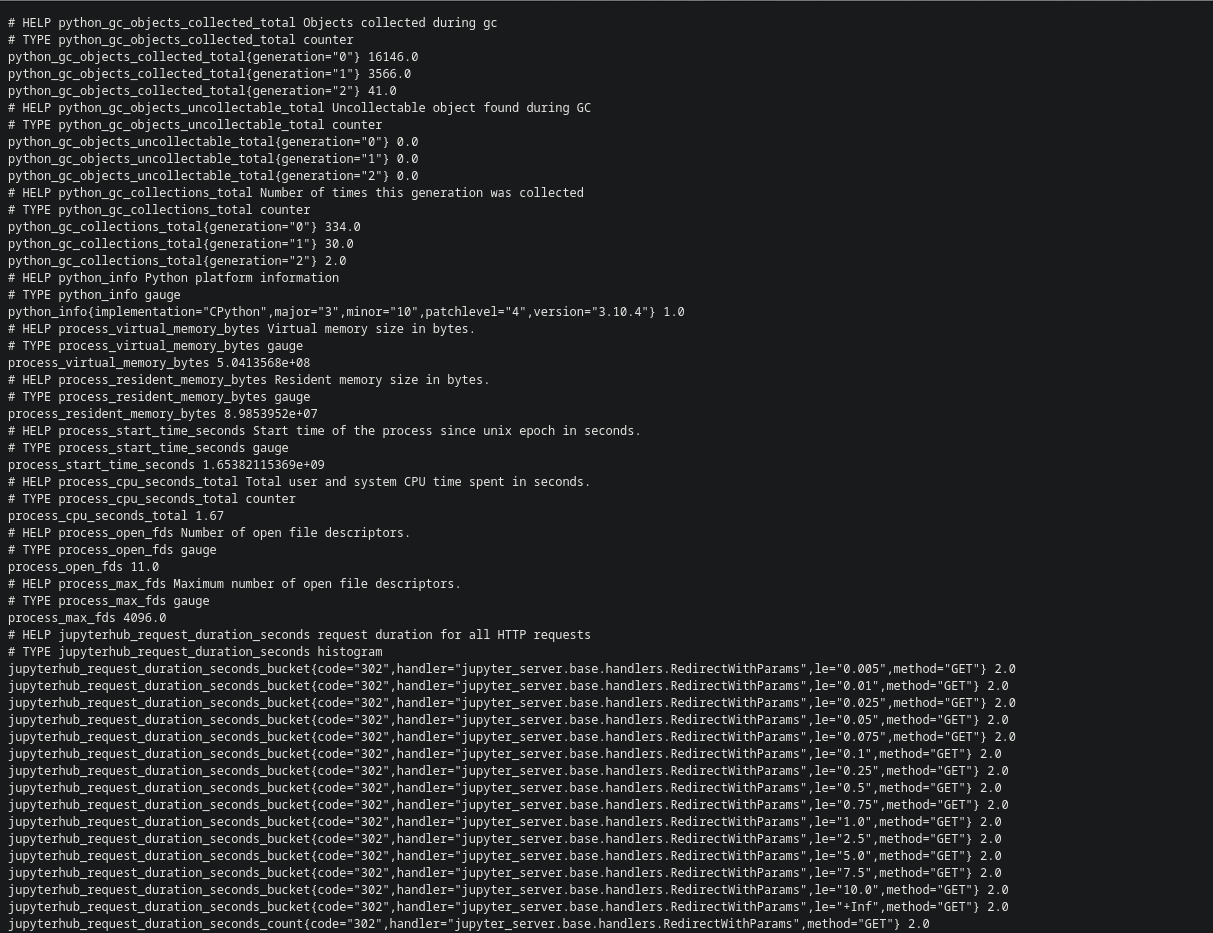 # HELP python_gc_objects_collected_total Objects collected during gc
# TYPE python_gc_objects_collected_total counter
python_gc_objects_collected_total{generation="0"} 16146.0
python_gc_objects_collected_total{generation="1"} 3566.0
python_gc_objects_collected_total{generation="2"} 41.0
# HELP python_gc_objects_uncollectable_total Uncollectable object found during GC
# TYPE python_gc_objects_uncollectable_total counter
python_gc_objects_uncollectable_total{generation="0"} 0.0
python_gc_objects_uncollectable_total{generation="1"} 0.0
python_gc_objects_uncollectable_total{generation="2"} 0.0
# HELP python_gc_collections_total Number of times this generation was collected
# TYPE python_gc_collections_total counter
python_gc_collections_total{generation="0"} 334.0
python_gc_collections_total{generation="1"} 30.0
python_gc_collections_total{generation="2"} 2.0
# HELP python_info Python platform information
# TYPE python_info gauge
python_info{implementation="CPython",major="3",minor="10",patchlevel="4",version="3.10.4"} 1.0
# HELP process_virtual_memory_bytes Virtual memory size in bytes.
# TYPE process_virtual_memory_bytes gauge
process_virtual_memory_bytes 5.0413568e+08
# HELP process_resident_memory_bytes Resident memory size in bytes.
# TYPE process_resident_memory_bytes gauge
process_resident_memory_bytes 8.9853952e+07
# HELP process_start_time_seconds Start time of the process since unix epoch in seconds.
# TYPE process_start_time_seconds gauge
process_start_time_seconds 1.65382115369e+09
# HELP process_cpu_seconds_total Total user and system CPU time spent in seconds.
# TYPE process_cpu_seconds_total counter
process_cpu_seconds_total 1.67
# HELP process_open_fds Number of open file descriptors.
# TYPE process_open_fds gauge
process_open_fds 11.0
# HELP process_max_fds Maximum number of open file descriptors.
# TYPE process_max_fds gauge
process_max_fds 4096.0
# HELP jupyterhub_request_duration_seconds request duration for all HTTP requests
# TYPE jupyterhub_request_duration_seconds histogram
jupyterhub_request_duration_seconds_bucket{code="302",handler="jupyter_server.base.handlers.RedirectWithParams",le="0.005",method="GET"} 2.0
jupyterhub_request_duration_seconds_bucket{code="302",handler="jupyter_server.base.handlers.RedirectWithParams",le="0.01",method="GET"} 2.0
jupyterhub_request_duration_seconds_bucket{code="302",handler="jupyter_server.base.handlers.RedirectWithParams",le="0.025",method="GET"} 2.0
jupyterhub_request_duration_seconds_bucket{code="302",handler="jupyter_server.base.handlers.RedirectWithParams",le="0.05",method="GET"} 2.0
jupyterhub_request_duration_seconds_bucket{code="302",handler="jupyter_server.base.handlers.RedirectWithParams",le="0.075",method="GET"} 2.0
jupyterhub_request_duration_seconds_bucket{code="302",handler="jupyter_server.base.handlers.RedirectWithParams",le="0.1",method="GET"} 2.0
jupyterhub_request_duration_seconds_bucket{code="302",handler="jupyter_server.base.handlers.RedirectWithParams",le="0.25",method="GET"} 2.0
jupyterhub_request_duration_seconds_bucket{code="302",handler="jupyter_server.base.handlers.RedirectWithParams",le="0.5",method="GET"} 2.0
jupyterhub_request_duration_seconds_bucket{code="302",handler="jupyter_server.base.handlers.RedirectWithParams",le="0.75",method="GET"} 2.0
jupyterhub_request_duration_seconds_bucket{code="302",handler="jupyter_server.base.handlers.RedirectWithParams",le="1.0",method="GET"} 2.0
jupyterhub_request_duration_seconds_bucket{code="302",handler="jupyter_server.base.handlers.RedirectWithParams",le="2.5",method="GET"} 2.0
jupyterhub_request_duration_seconds_bucket{code="302",handler="jupyter_server.base.handlers.RedirectWithParams",le="5.0",method="GET"} 2.0
jupyterhub_request_duration_seconds_bucket{code="302",handler="jupyter_server.base.handlers.RedirectWithParams",le="7.5",method="GET"} 2.0
jupyterhub_request_duration_seconds_bucket{code="302",handler="jupyter_server.base.handlers.RedirectWithParams",le="10.0",method="GET"} 2.0
jupyterhub_request_duration_seconds_bucket{code="302",handler="jupyter_server.base.handlers.RedirectWithParams",le="+Inf",method="GET"} 2.0
jupyterhub_request_duration_seconds_count{code="302",handler="jupyter_server.base.handlers.RedirectWithParams",method="GET"} 2.0